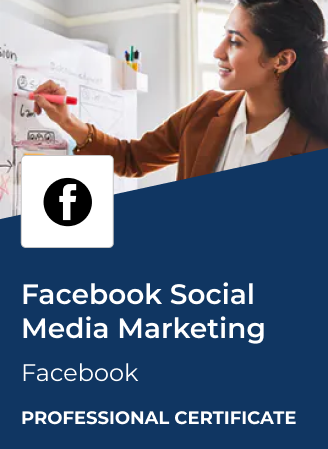 Facebook Social
Media Marketing
Facebook
PROFESSIONAL CERTIFICATE